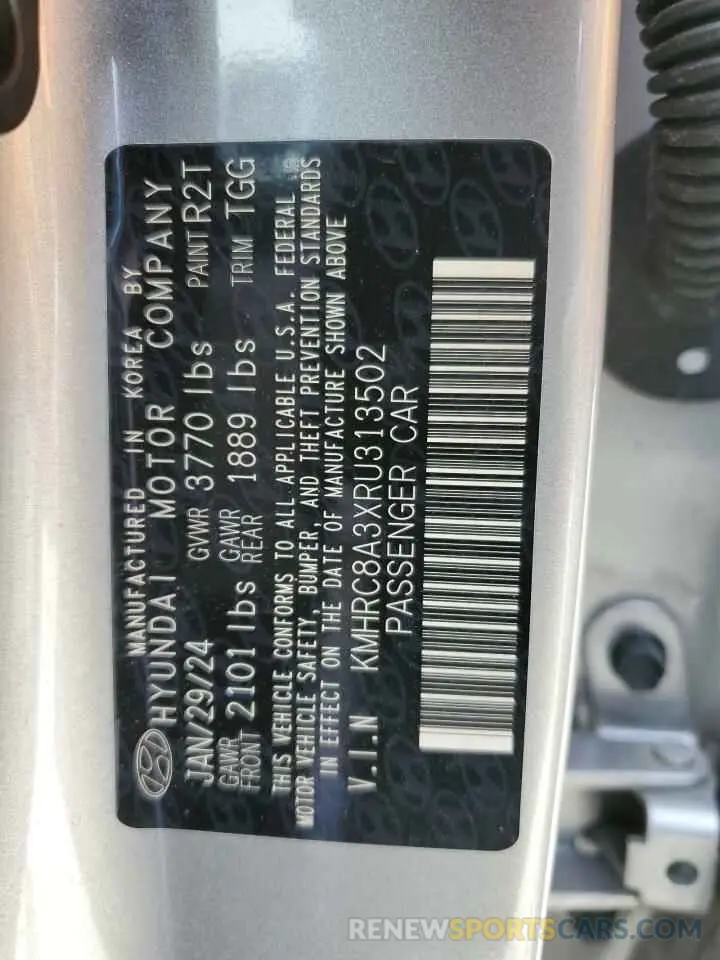 MANUFACTURED IN KOREA BY
HYUNDAI MOTOR COMPANY
JAN/29/24 GVWR 3770 lbs PAINT R2T
GAWR FRONT 2101 lbs GAWR REAR 1889 lbs TRIM TGG
THIS VEHICLE CONFORMS TO ALL APPLICABLE U.S.A. FEDERAL
MOTOR VEHICLE SAFETY, BUMPER, AND THEFT PREVENTION STANDARDS
IN EFFECT ON THE DATE OF MANUFACTURE SHOWN ABOVE
V.I.N KMHRC8A3XRU313502
PASSENGER CAR
RENEWSPORTSCARS.COM